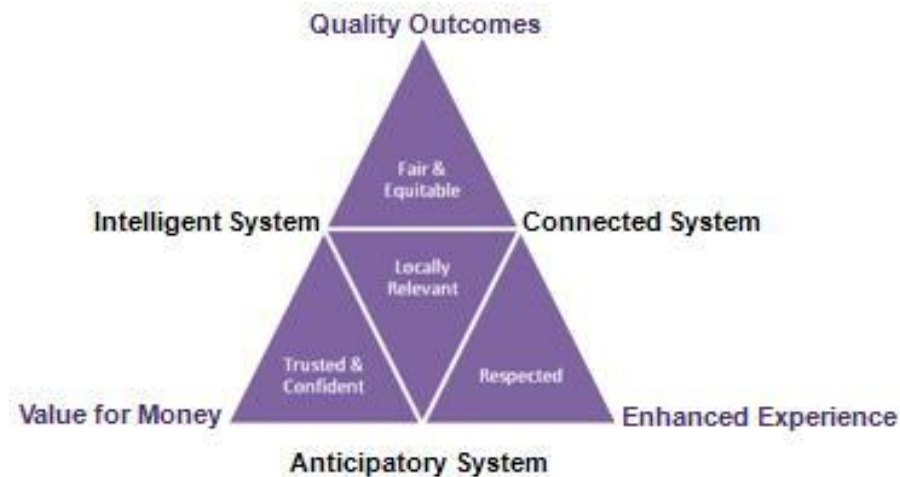 Quality Outcomes
Fair &
Equitable
Intelligent System
Connected System
Locally
Relevant
Trusted &
Confident
Respected
Value for Money
Enhanced Experience
Anticipatory System